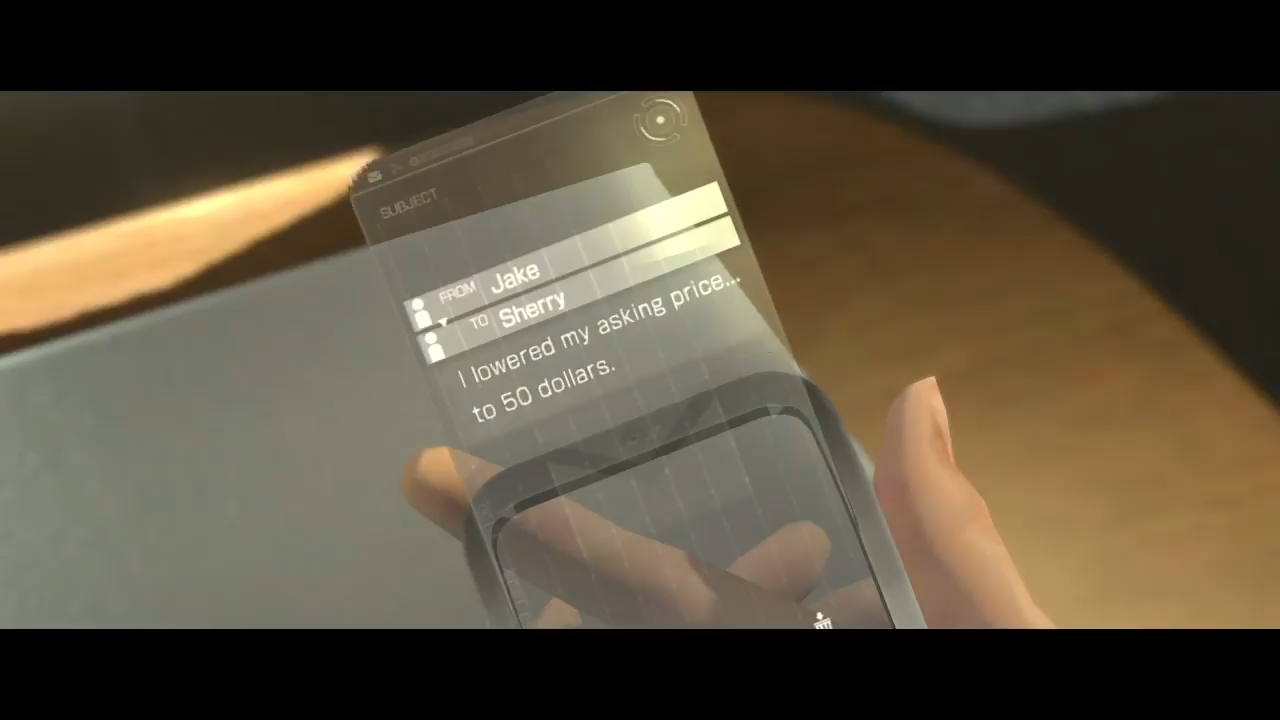 SUBJECT
FROM Jake
TO Sherry
I lowered my asking price...
to 50 dollars.